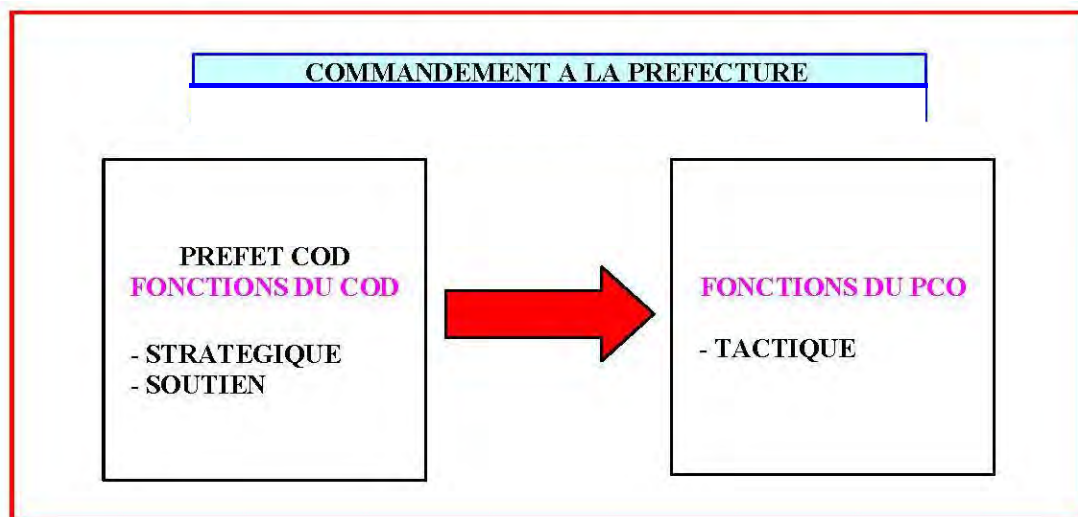 COMMANDEMENT A LA PREFECTURE
PREFET COD
FONCTIONS DU COD
- STRATEGIQUE
- SOUTIEN
FONCTIONS DU PCO
- TACTIQUE